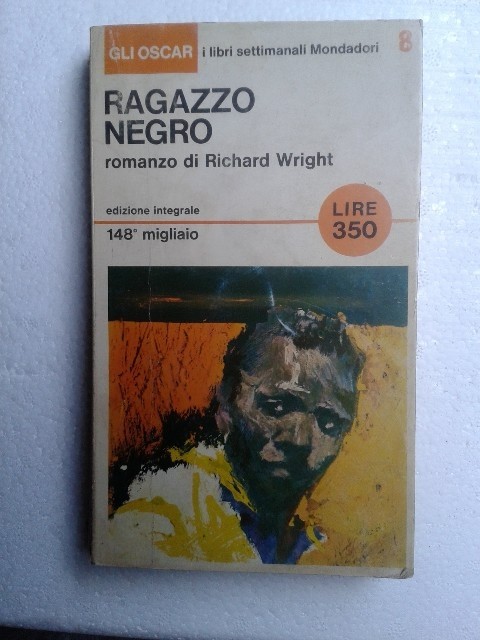 GLI OSCAR i libri settimanali Mondadori 8
RAGAZZO
NEGRO
romanzo di Richard Wright
edizione integrale
148° migliaio
LIRE
350